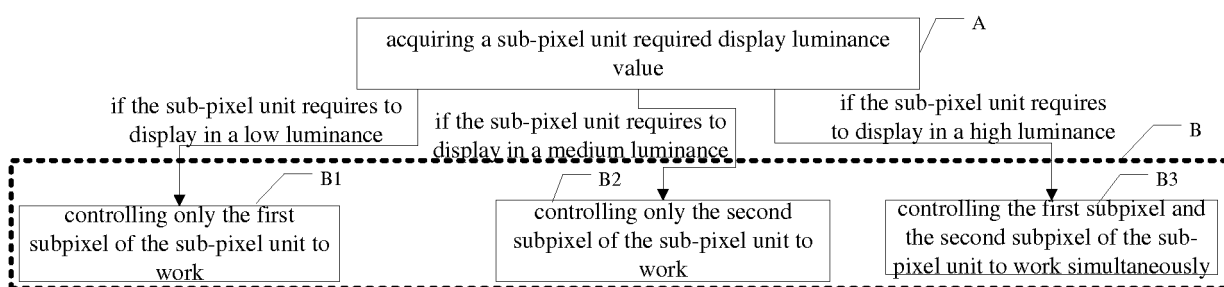 acquiring a sub-pixel unit required display luminance
value
A
if the sub-pixel unit requires to
display in a low luminance
if the sub-pixel unit requires to
display in a medium luminance
if the sub-pixel unit requires
to display in a high luminance
B
B1
controlling only the first
subpixel of the sub-pixel unit to
work
B2
controlling only the second
subpixel of the sub-pixel unit to
work
B3
controlling the first subpixel and
the second subpixel of the sub-
pixel unit to work simultaneously